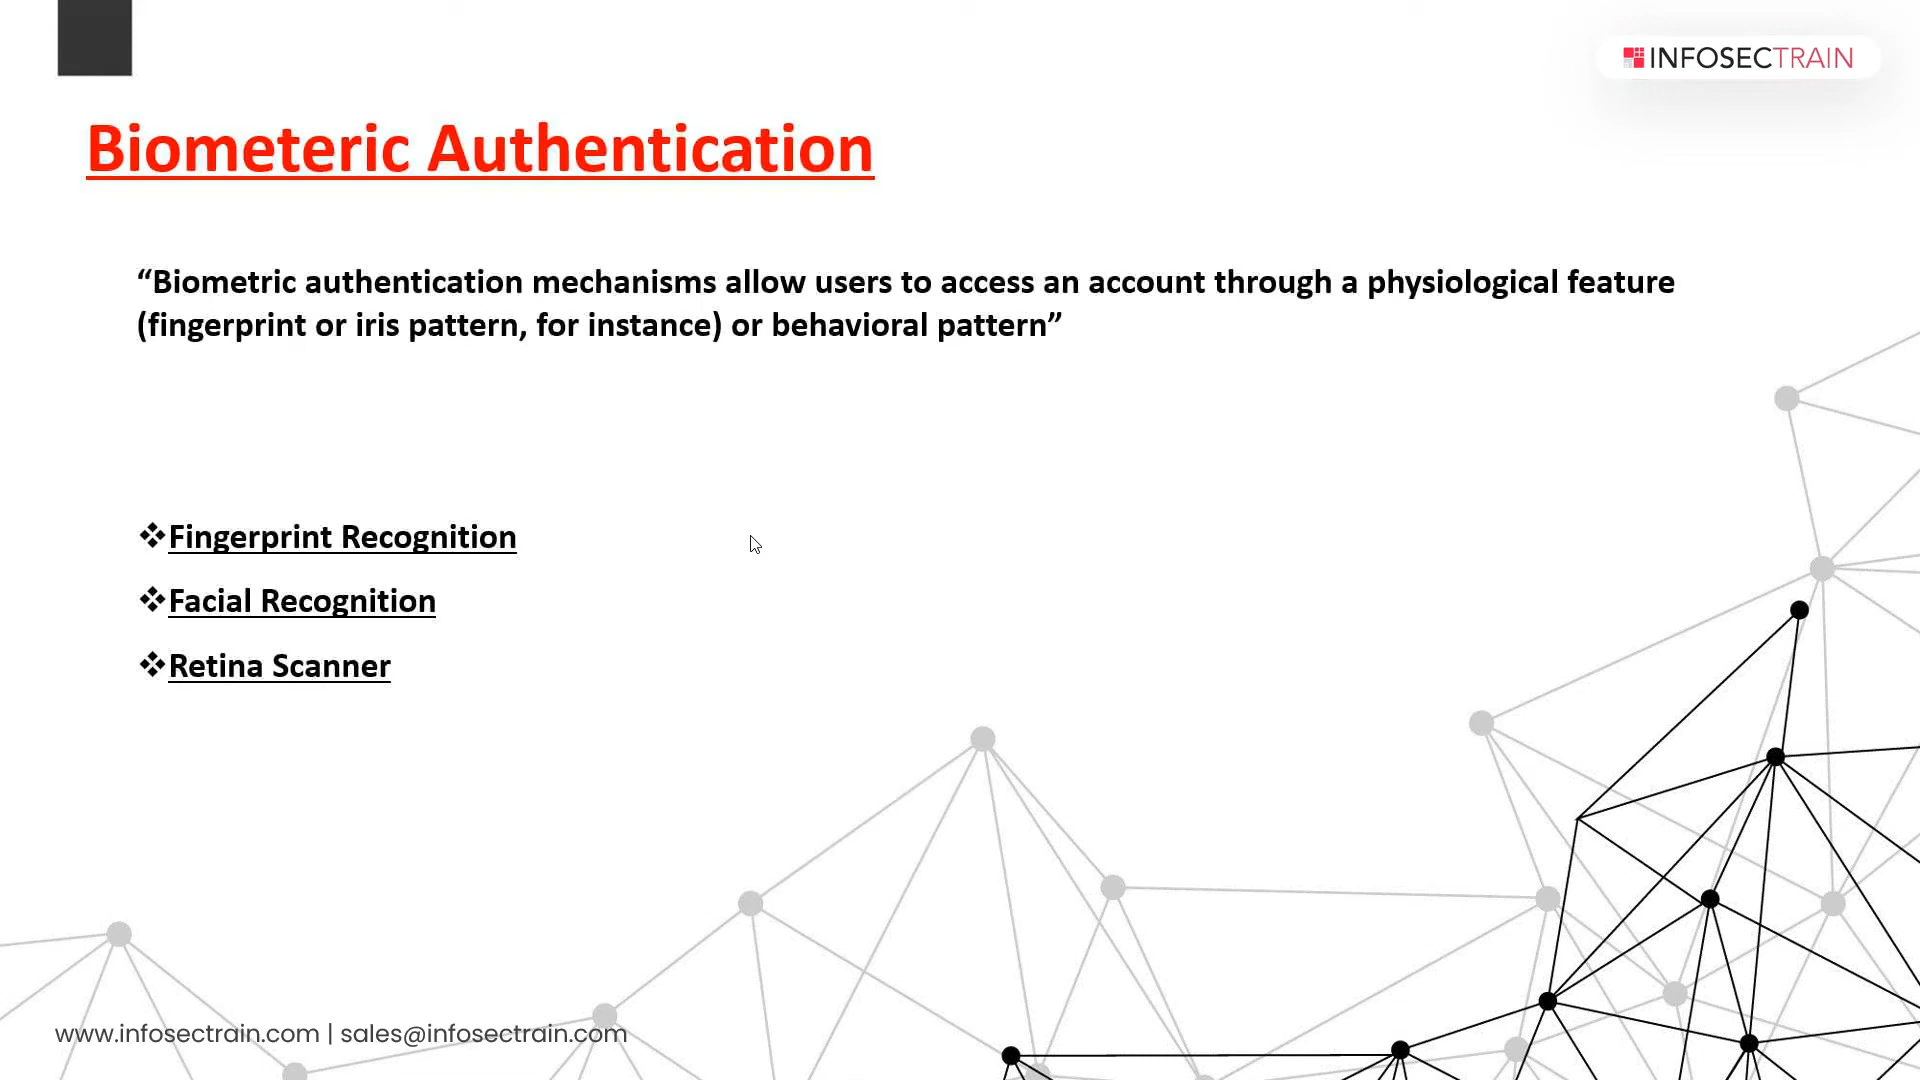 INFOSECTRAIN
Biometeric Authentication
“Biometric authentication mechanisms allow users to access an account through a physiological feature
(fingerprint or iris pattern, for instance) or behavioral pattern”
❖Fingerprint Recognition
❖Facial Recognition
❖Retina Scanner
www.infosectrain.com | sales@infosectrain.com